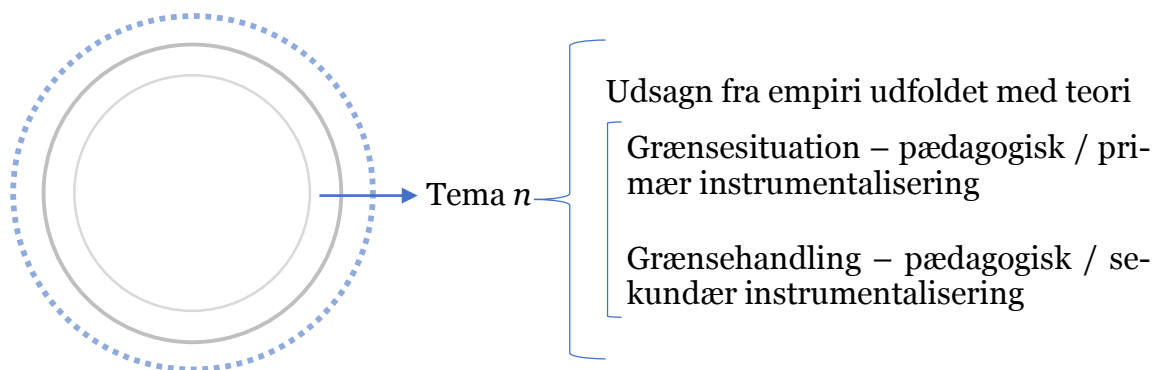 Udsagn fra empiri udfoldet med teori
Grænsesituation – pædagogisk / pri-
mær instrumentalisering
Tema n
Grænsehandling – pædagogisk / se-
kundær instrumentalisering